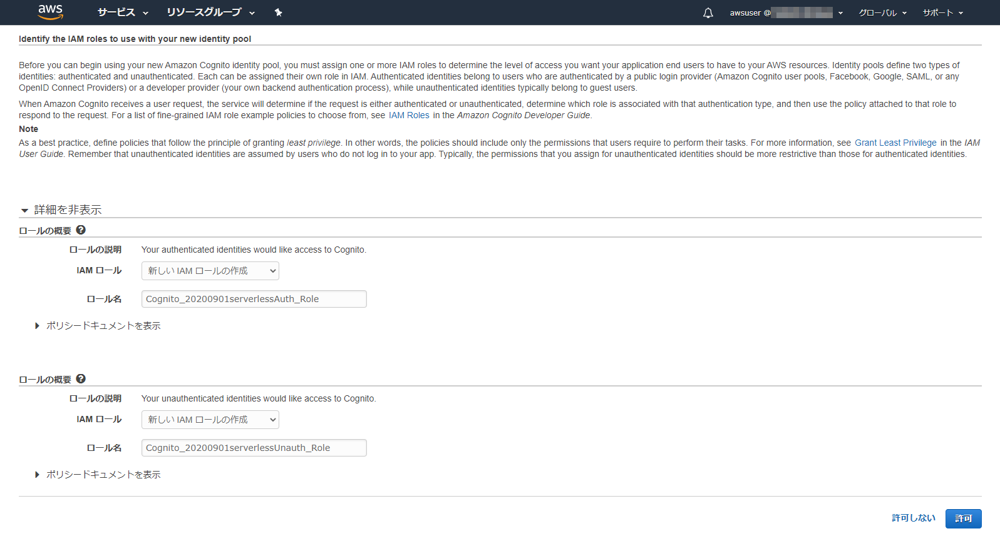 aws サービス リソースグループ awsuser @ グローバル サポート
Identify the IAM roles to use with your new identity pool
Before you can begin using your new Amazon Cognito identity pool, you must assign one or more IAM roles to determine the level of access you want your application end users to have to your AWS resources. Identity pools define two types of
identities: authenticated and unauthenticated. Each can be assigned their own role in IAM. Authenticated identities belong to users who are authenticated by a public login provider (Amazon Cognito user pools, Facebook, Google, SAML, or any
OpenID Connect Providers) or a developer provider (your own backend authentication process), while unauthenticated identities typically belong to guest users.
When Amazon Cognito receives a user request, the service will determine if the request is either authenticated or unauthenticated, determine which role is associated with that authentication type, and then use the policy attached to that role to
respond to the request. For a list of fine-grained IAM role example policies to choose from, see IAM Roles in the Amazon Cognito Developer Guide.
Note
As a best practice, define policies that follow the principle of granting least privilege. In other words, the policies should include only the permissions that users require to perform their tasks. For more information, see Grant Least Privilege in the IAM
User Guide. Remember that unauthenticated identities are assumed by users who do not log in to your app. Typically, the permissions that you assign for unauthenticated identities should be more restrictive than those for authenticated identities.
詳細を非表示
ロールの概要 ?
ロールの説明 Your authenticated identities would like access to Cognito.
IAM ロール 新しい IAM ロールの作成
ロール名 Cognito_20200901serverlessAuth_Role
ポリシードキュメントを表示
ロールの概要 ?
ロールの説明 Your unauthenticated identities would like access to Cognito.
IAM ロール 新しい IAM ロールの作成
ロール名 Cognito_20200901serverlessUnauth_Role
ポリシードキュメントを表示
許可しない 許可